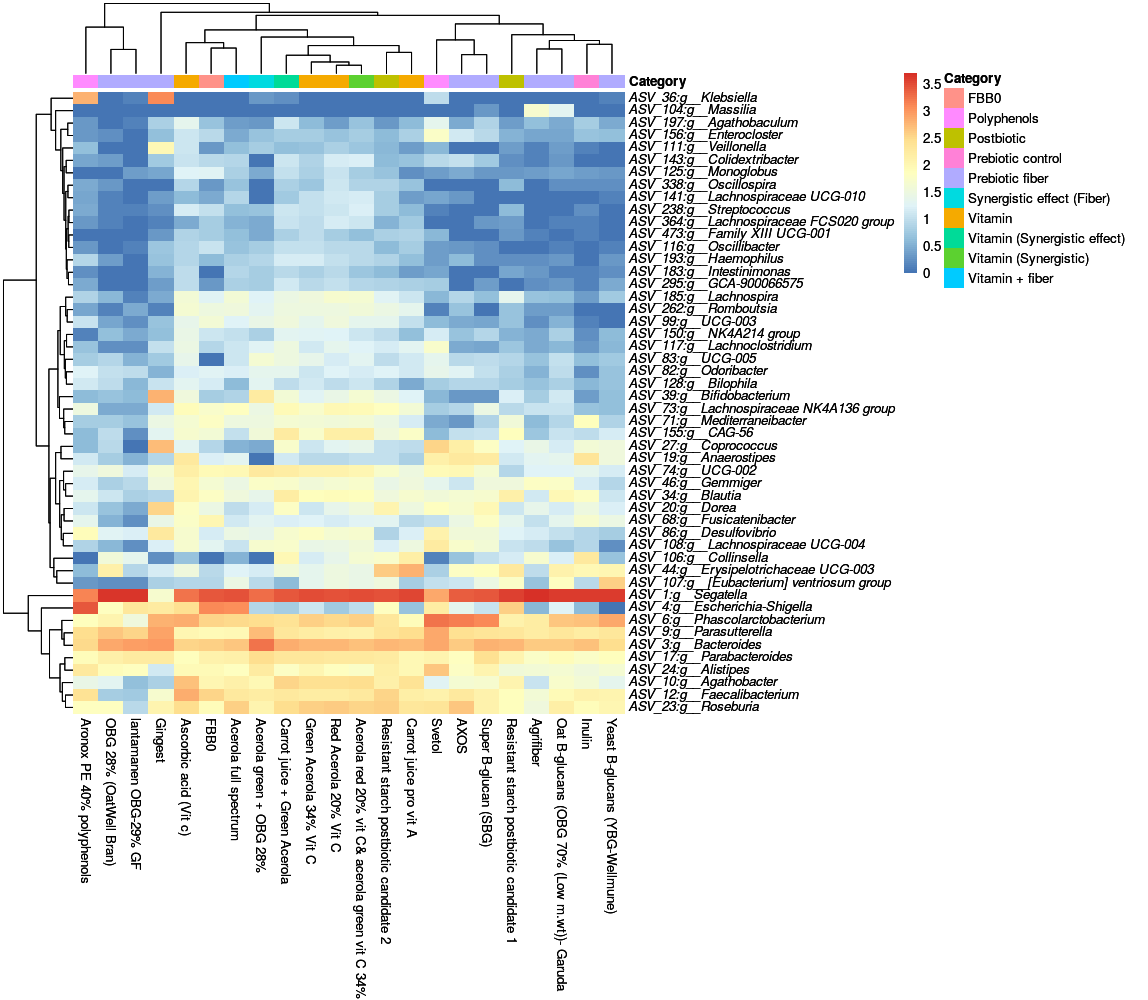 Category
ASV_36:g__Klebsiella
ASV_104:g__Massilia
ASV_197:g__Agathobaculum
ASV_156:g__Enterocloster
ASV_111:g__Veillonella
ASV_143:g__Colidextribacter
ASV_125:g__Monoglobus
ASV_338:g__Oscillospira
ASV_141:g__Lachnospiraceae UCG-010
ASV_238:g__Streptococcus
ASV_364:g__Lachnospiraceae FCS020 group
ASV_473:g__Family XIII UCG-001
ASV_116:g__Oscillibacter
ASV_193:g__Haemophilus
ASV_183:g__Intestinimonas
ASV_295:g__GCA-900066575
ASV_185:g__Lachnospira
ASV_262:g__Romboutsia
ASV_99:g__UCG-003
ASV_150:g__NK4A214 group
ASV_117:g__Lachnoclostridium
ASV_83:g__UCG-005
ASV_82:g__Odoribacter
ASV_128:g__Bilophila
ASV_39:g__Bifidobacterium
ASV_73:g__Lachnospiraceae NK4A136 group
ASV_71:g__Mediterraneibacter
ASV_155:g__CAG-56
ASV_27:g__Coprococcus
ASV_19:g__Anaerostipes
ASV_74:g__UCG-002
ASV_46:g__Gemmiger
ASV_34:g__Blautia
ASV_20:g__Dorea
ASV_68:g__Fusicatenibacter
ASV_86:g__Desulfovibrio
ASV_108:g__Lachnospiraceae UCG-004
ASV_106:g__Collinsella
ASV_44:g__Erysipelotrichaceae UCG-003
ASV_107:g__[Eubacterium] ventriosum group
ASV_1:g__Segatella
ASV_4:g__Escherichia-Shigella
ASV_6:g__Phascolarctobacterium
ASV_9:g__Parasutterella
ASV_3:g__Bacteroides
ASV_17:g__Parabacteroides
ASV_24:g__Alistipes
ASV_10:g__Agathobacter
ASV_12:g__Faecalibacterium
ASV_23:g__Roseburia
Aronox PE 40% polyphenols
OBG 28% (OatWell Bran)
lantamanen OBG-29% GF
Gingest
Ascorbic acid (Vit c)
FBB0
Acerola full spectrum
Acerola green + OBG 28%
Carrot juice + Green Acerola
Green Acerola 34% Vit C
Red Acerola 20% Vit C
Acerola red 20% vit C& acerola green vit C 34%
Resistant starch postbiotic candidate 2
Carrot juice pro vit A
Svetol
AXOS
Super B-glucan (SBG)
Resistant starch postbiotic candidate 1
Agrifiber
Oat B-glucans (OBG 70% (Low m.wt))- Garuda
Inulin
Yeast B-glucans (YBG-Wellmune)
3.5
3
2.5
2
1.5
1
0.5
0
Category
FBB0
Polyphenols
Postbiotic
Prebiotic control
Prebiotic fiber
Synergistic effect (Fiber)
Vitamin
Vitamin (Synergistic effect)
Vitamin (Synergistic)
Vitamin + fiber